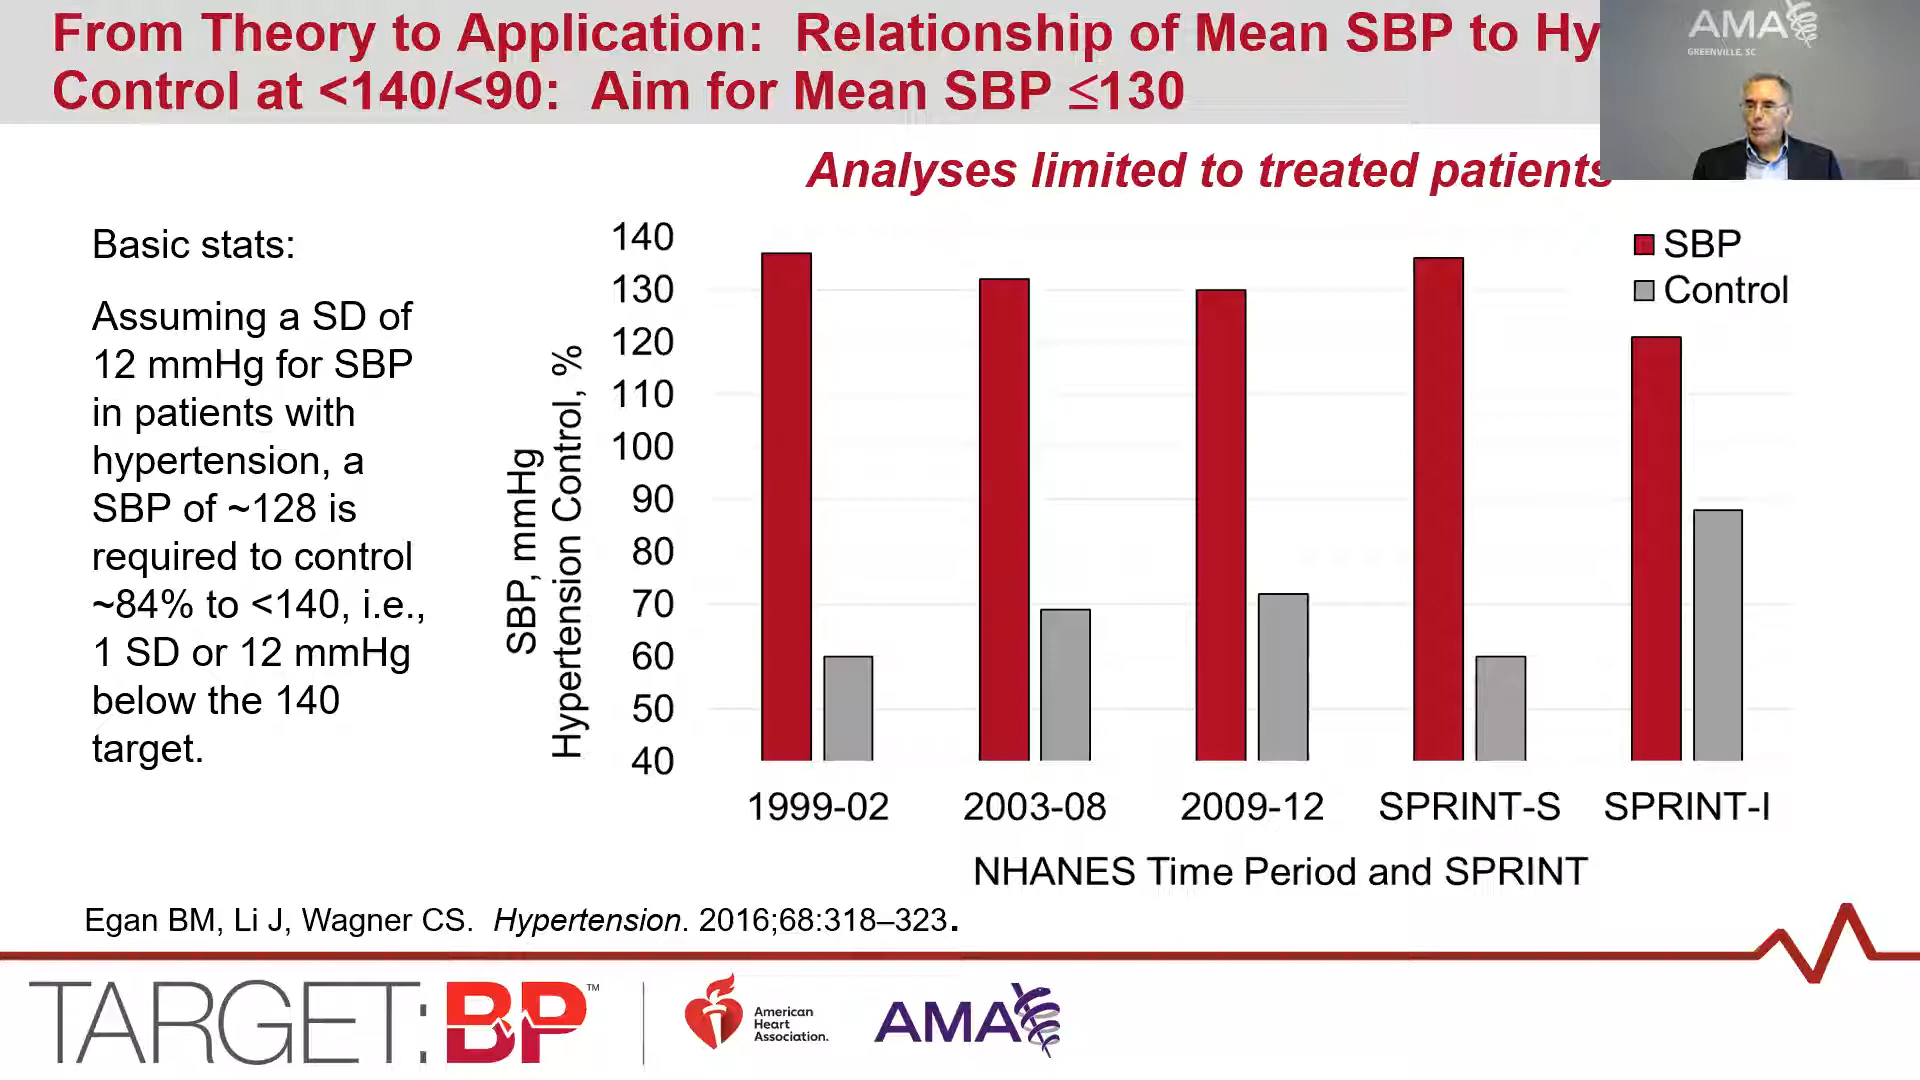 From Theory to Application: Relationship of Mean SBP to Hy
Control at <140/<90: Aim for Mean SBP ≤130
AMA
GREENVILLE, SC
Analyses limited to treated patients
Basic stats:
Assuming a SD of
12 mmHg for SBP
in patients with
hypertension, a
SBP of ~128 is
required to control
~84% to <140, i.e.,
1 SD or 12 mmHg
below the 140
target.
SBP, mmHg
Hypertension Control, %
140
130
120
110
100
90
80
70
60
50
40
SBP
Control
1999-02 2003-08 2009-12 SPRINT-S SPRINT-I
NHANES Time Period and SPRINT
Egan BM, Li J, Wagner CS. Hypertension. 2016;68:318–323.
TARGET:BP™
American
Heart
Association.
AMA